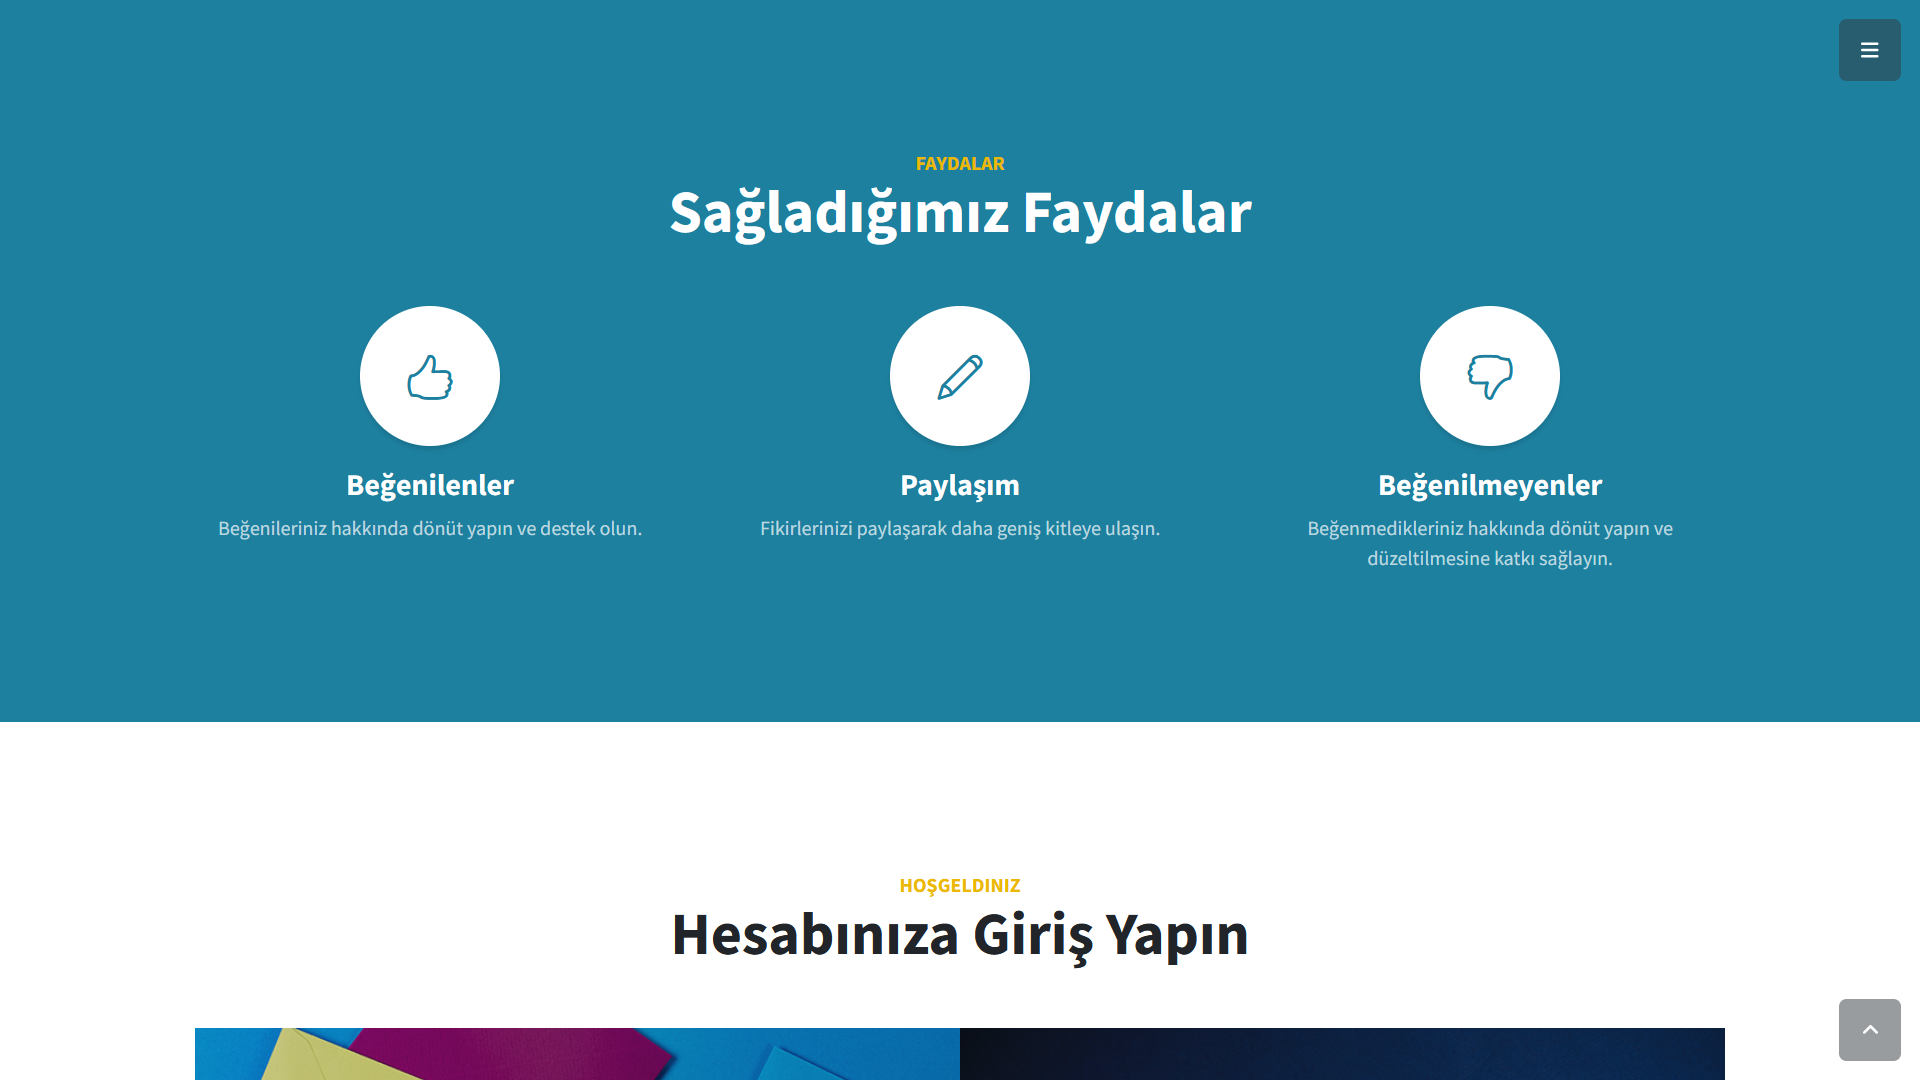 FAYDALAR
Sağladığımız Faydalar
Beğenilenler
Beğenileriniz hakkında dönüt yapın ve destek olun.
Paylaşım
Fikirlerinizi paylaşarak daha geniş kitleye ulaşın.
Beğenilmeyenler
Beğenmedikleriniz hakkında dönüt yapın ve
düzeltilmesine katkı sağlayın.
HOŞGELDINIZ
Hesabınıza Giriş Yapın